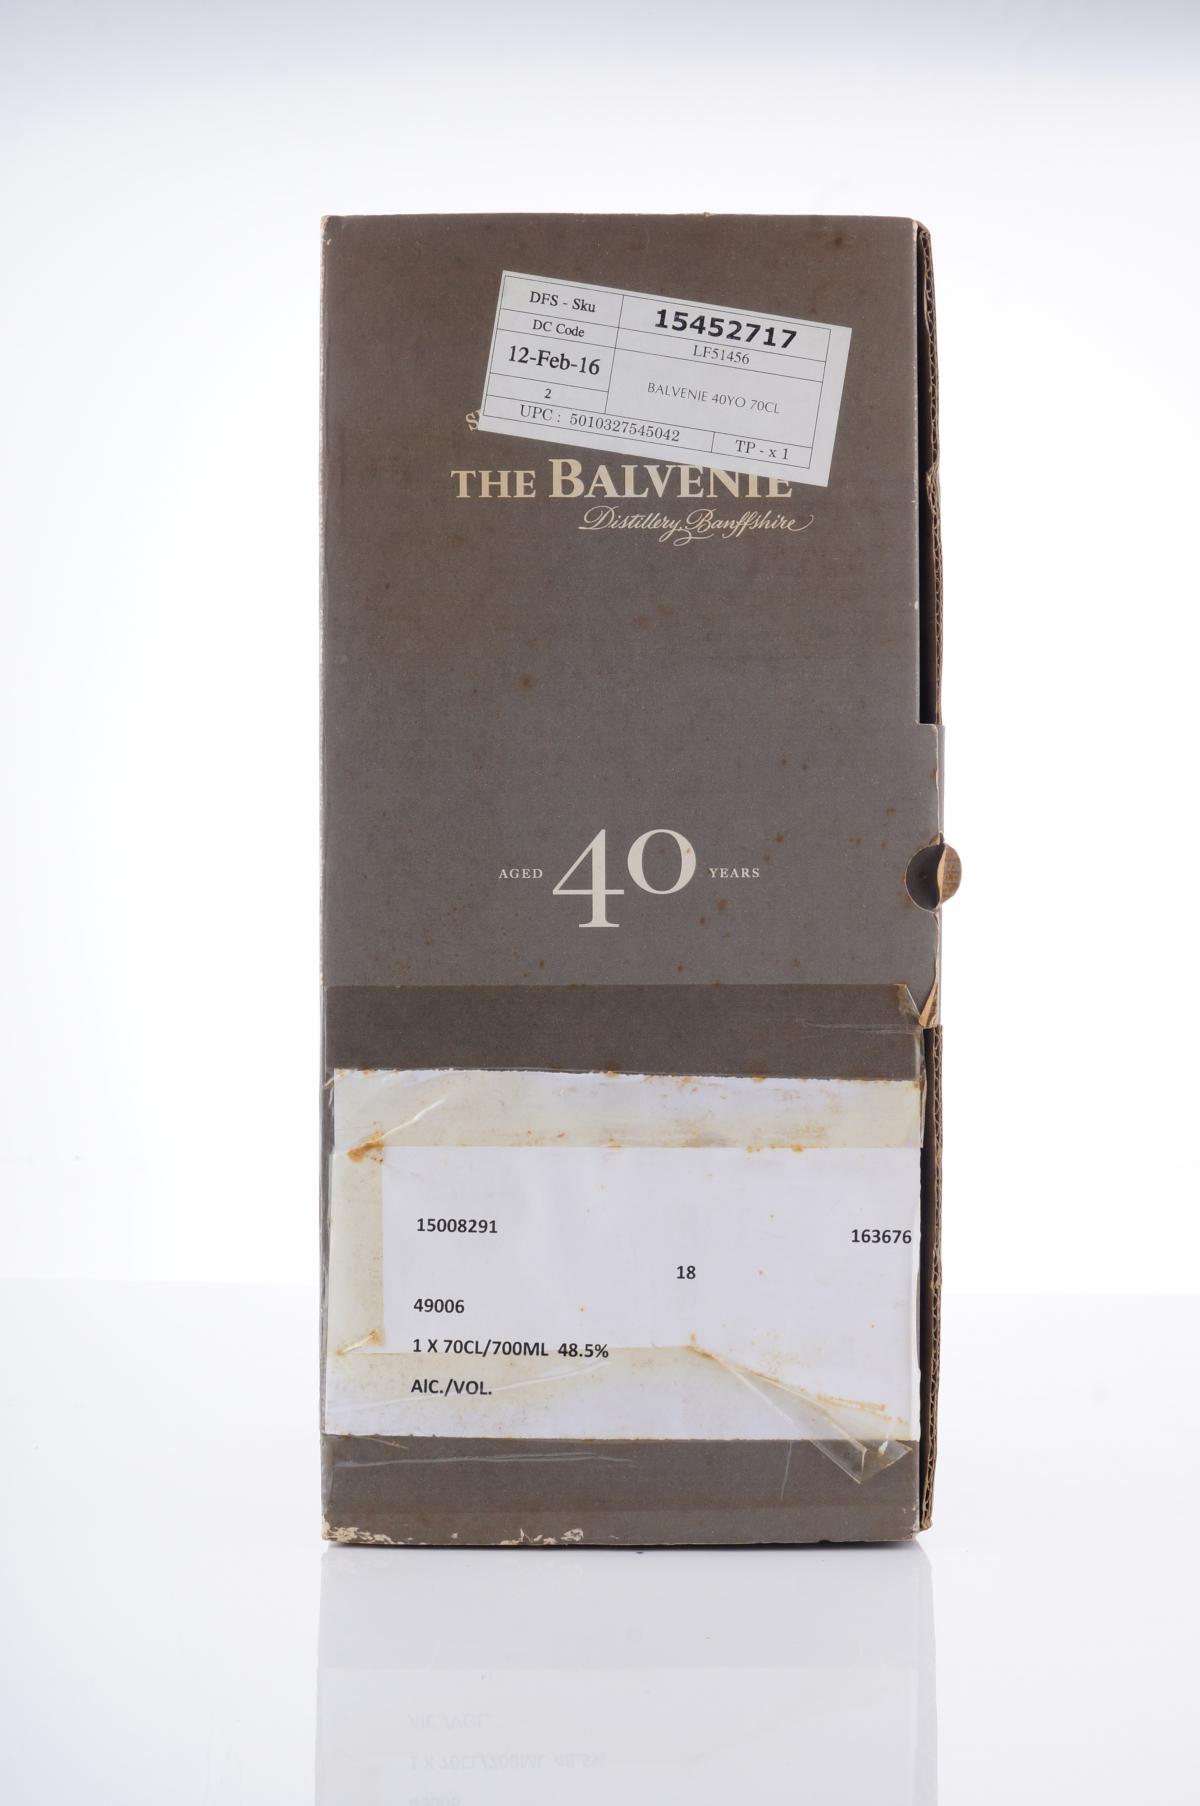 DFS - Sku
15452717
DC Code
LF51456
12-Feb-16
BALVENIE 40YO 70CL
2
UPC : 5010327545042
TP - x 1
THE BALVENIE
Distillery, Banffshire
AGED 40 YEARS
15008291
163676
18
49006
1 X 70CL/700ML 48.5%
AlC./VOL.